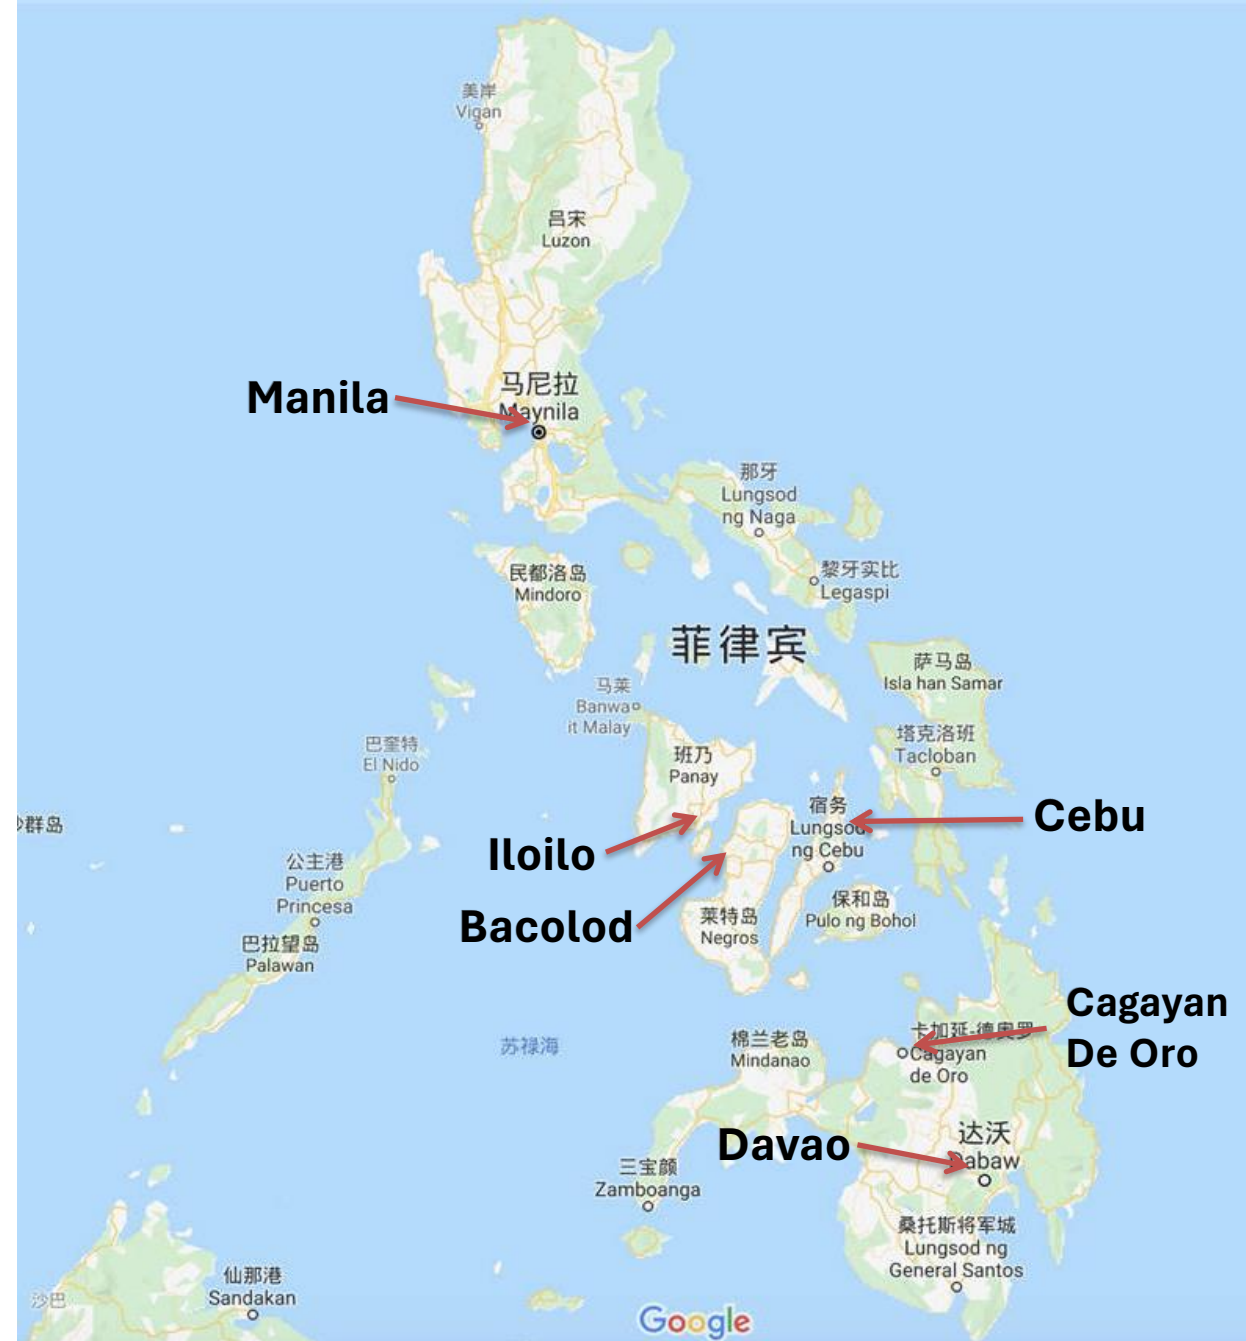 美岸
Vigan
吕宋
Luzon
Manila
马尼拉
Maynila
那牙
Lungsod
ng Naga
黎牙实比
Legaspi
民都洛岛
Mindoro
菲律宾
萨马岛
Isla han Samar
马莱
Banwa
it Malay
塔克洛班
Tacloban
巴奎特
El Nido
班乃
Panay
宿务
Lungsod
ng Cebu
Cebu
群岛
Iloilo
公主港
Puerto
Princesa
Bacolod
莱特岛
Negros
保和岛
Pulo ng Bohol
巴拉望岛
Palawan
Cagayan
De Oro
苏禄海
棉兰老岛
Mindanao
卡加延-德奥罗
Cagayan
de Oro
Davao
达沃
Dabaw
三宝颜
Zamboanga
桑托斯将军城
Lungsod ng
General Santos
仙那港
Sandakan
沙巴
Google